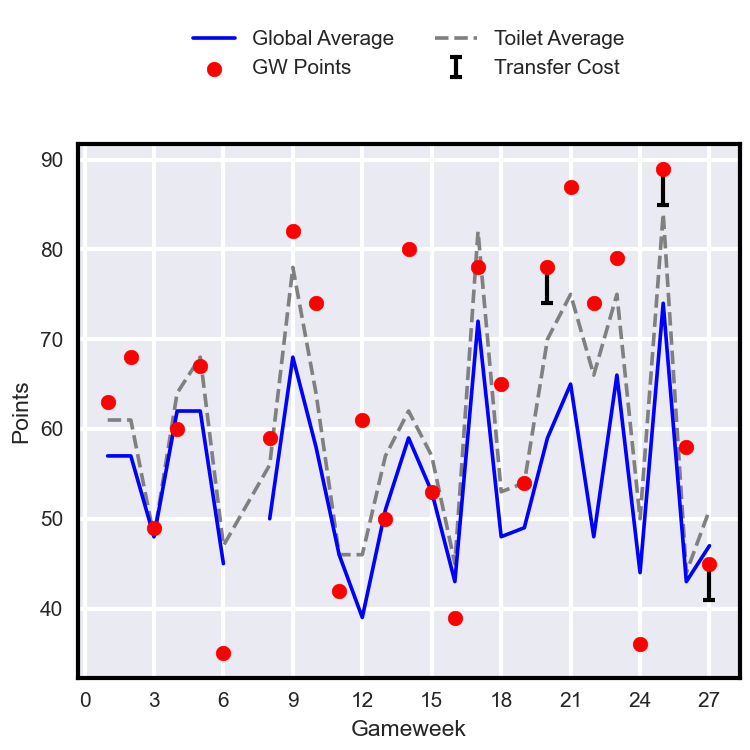 Global Average
Toilet Average
GW Points
Transfer Cost
90
80
70
60
50
40
Points
0 3 6 9 12 15 18 21 24 27
Gameweek